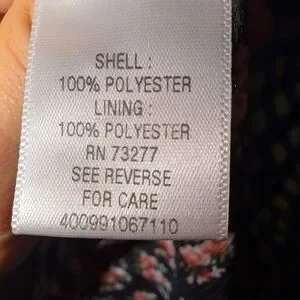 SHELL :
100% POLYESTER
LINING :
100% POLYESTER
RN 73277
SEE REVERSE
FOR CARE
400991067110